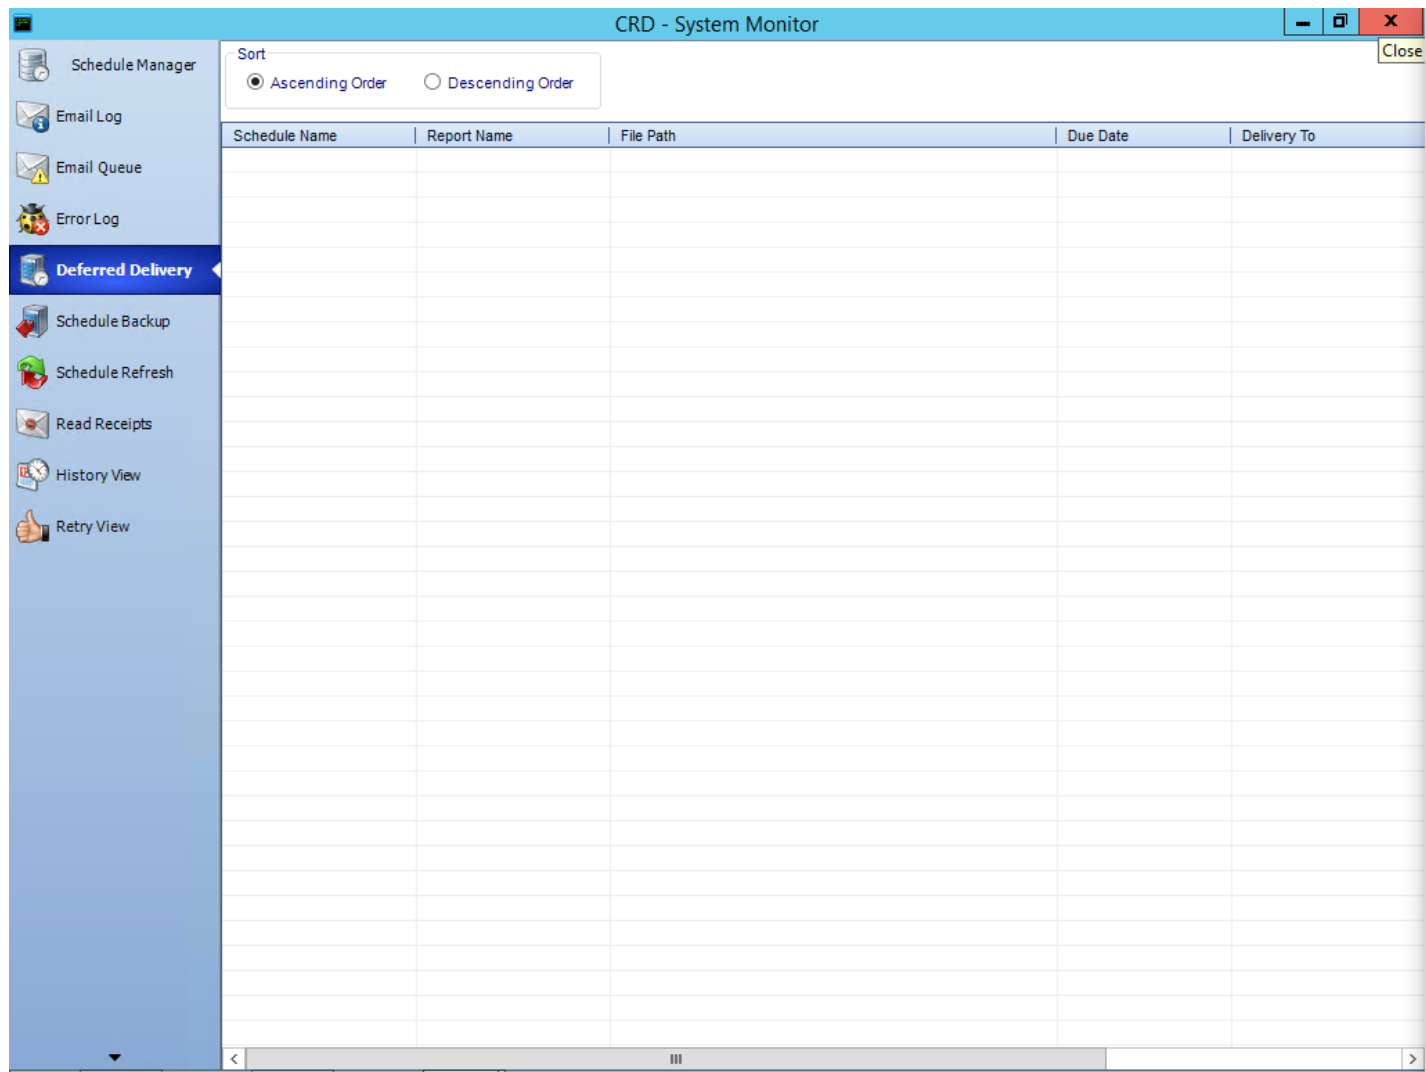 CRD - System Monitor
Close
Schedule Manager
Email Log
Email Queue
Error Log
Deferred Delivery
Schedule Backup
Schedule Refresh
Read Receipts
History View
Retry View
Sort
Ascending Order Descending Order
Schedule Name Report Name File Path Due Date Delivery To